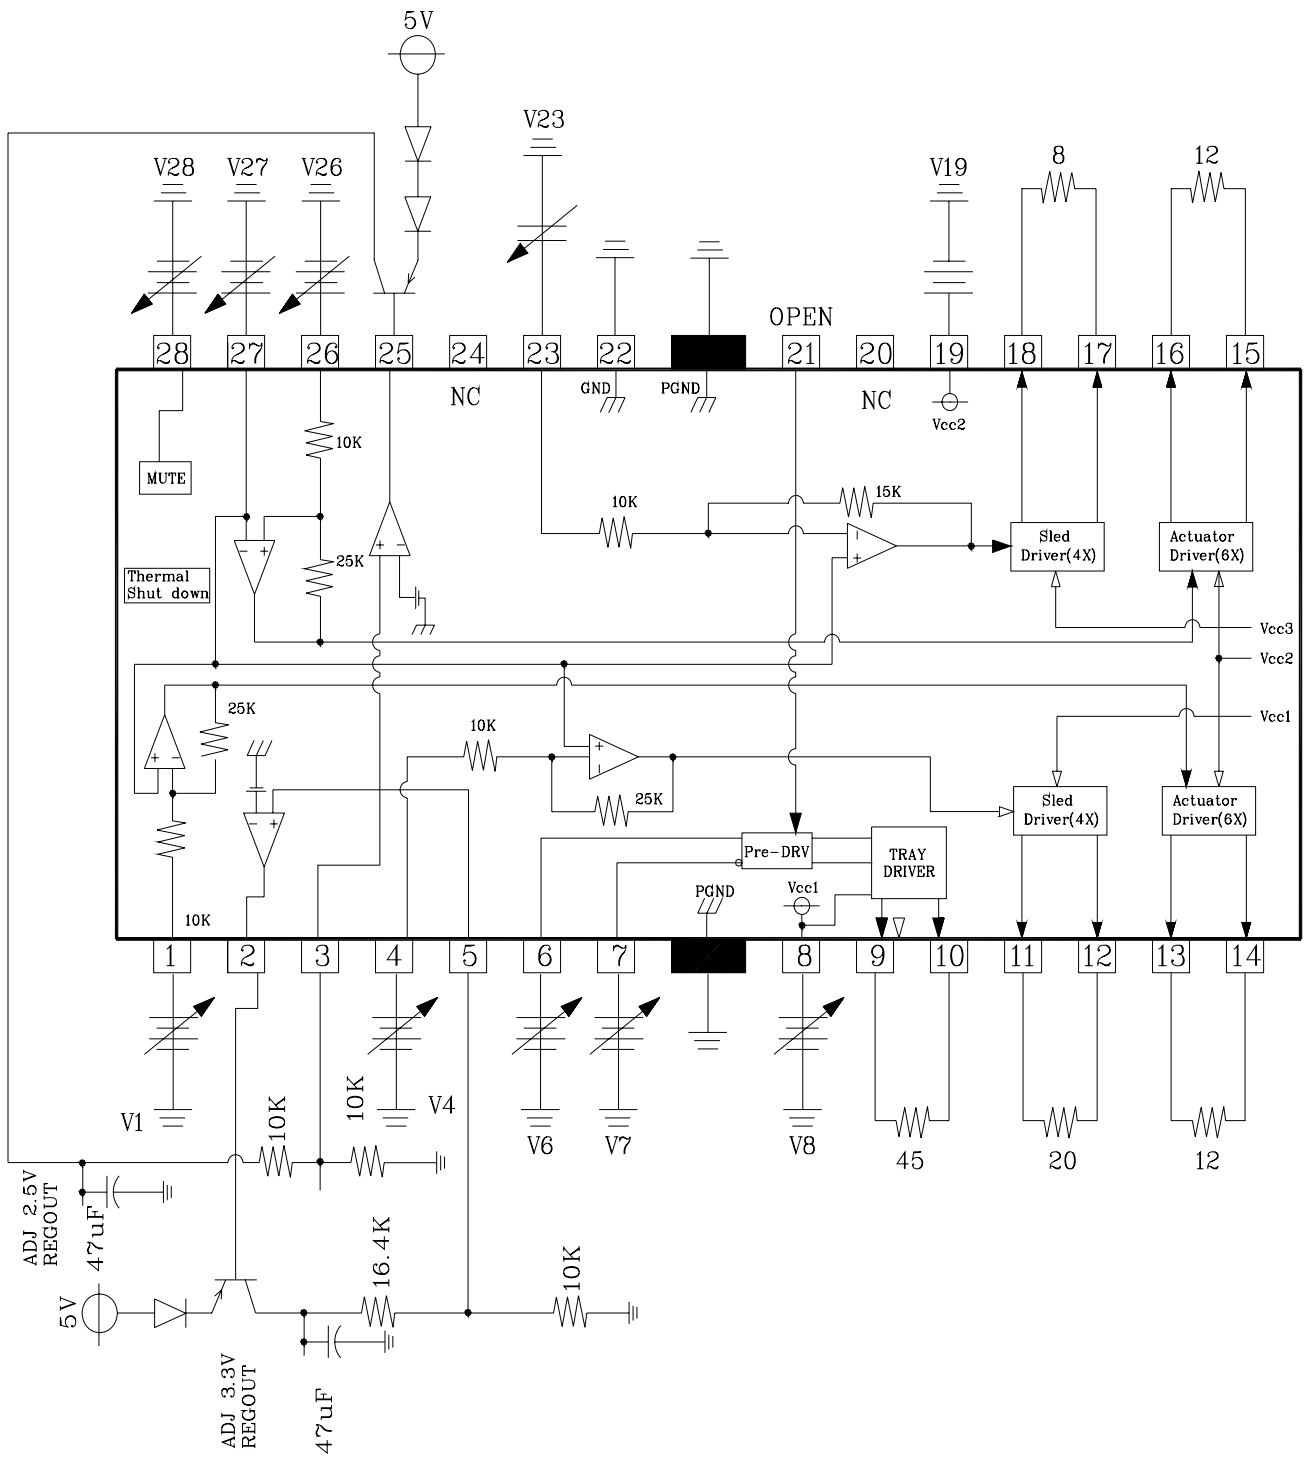 5V
V28
V27
V26
V23
V19
8
12
OPEN
28
27
26
25
24
23
22
21
20
19
18
17
16
15
NC
GND
PGND
NC
Vcc2
MUTE
10K
10K
15K
+
−
Sled
Driver(4X)
Actuator
Driver(6X)
−
+
+
−
25K
Thermal
Shut down
Vcc3
Vcc2
Vcc1
25K
10K
+
−
+
−
25K
−
+
Sled
Driver(4X)
Actuator
Driver(6X)
Pre-DRV
TRAY
DRIVER
Vcc1
PGND
10K
1
2
3
4
5
6
7
8
9
10
11
12
13
14
V1
10K
10K
V4
V6
V7
V8
45
20
12
ADJ 2.5V
REGOUT
47uF
16.4K
10K
5V
ADJ 3.3V
REGOUT
47uF